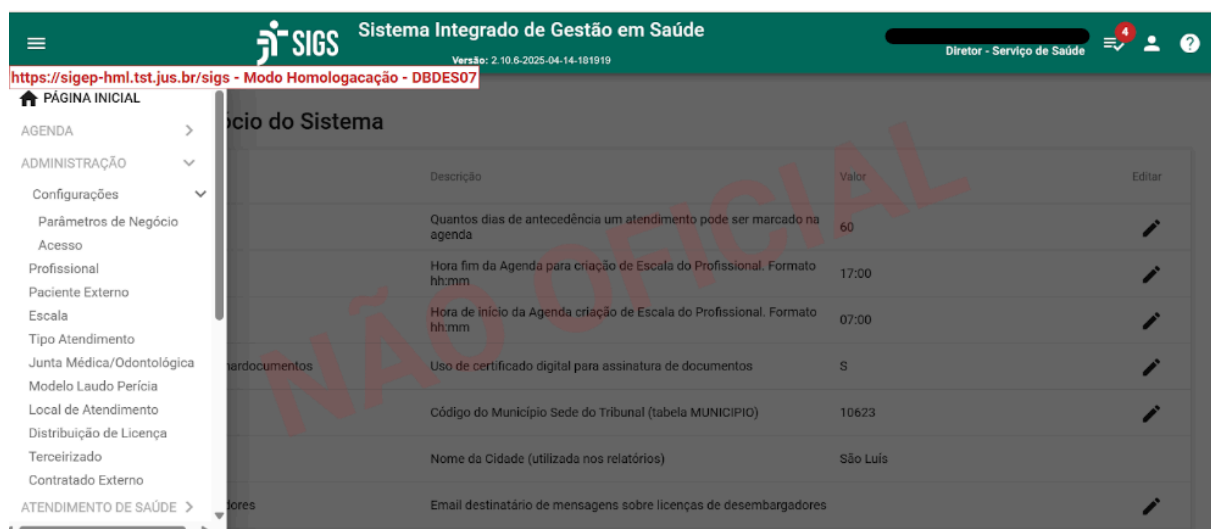 SIGS
Sistema Integrado de Gestão em Saúde
Versão: 2.10.6-2025-04-14-181919
Diretor - Serviço de Saúde
4
?
https://sigep-hml.tst.jus.br/sigs - Modo Homologacação - DBDES07
PÁGINA INICIAL
AGENDA
ADMINISTRAÇÃO
Configurações
Parâmetros de Negócio
Acesso
Profissional
Paciente Externo
Escala
Tipo Atendimento
Junta Médica/Odontológica
Modelo Laudo Perícia
Local de Atendimento
Distribuição de Licença
Terceirizado
Contratado Externo
ATENDIMENTO DE SAÚDE
ócio do Sistema
Descrição Valor Editar
Quantos dias de antecedência um atendimento pode ser marcado na
agenda
60
Hora fim da Agenda para criação de Escala do Profissional. Formato
hh:mm
17:00
Hora de início da Agenda criação de Escala do Profissional. Formato
hh:mm
07:00
nardocumentos Uso de certificado digital para assinatura de documentos S
Código do Município Sede do Tribunal (tabela MUNICIPIO) 10623
Nome da Cidade (utilizada nos relatórios) São Luís
dores Email destinatário de mensagens sobre licenças de desembargadores
NÃO OFICIAL